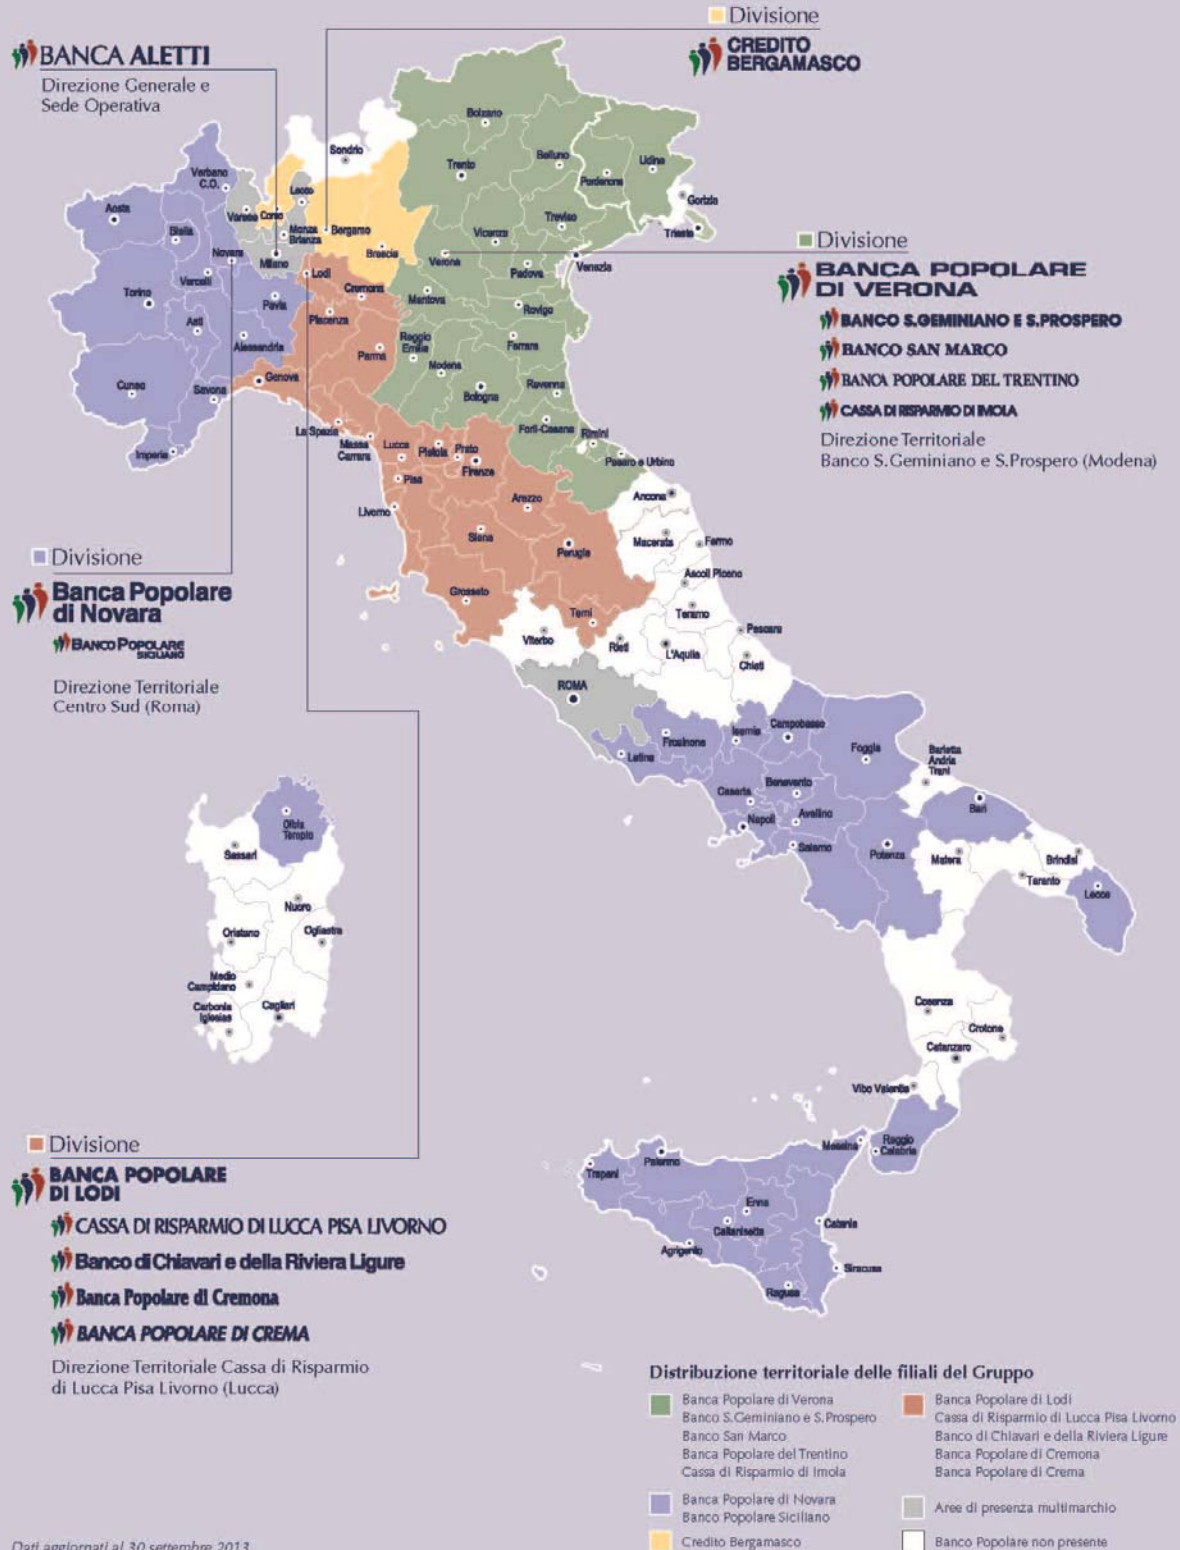 Divisione
CREDITO
BERGAMASCO
BANCA ALETTI
Direzione Generale e
Sede Operativa
Bolzano
Sondrio
Trento
Belluno
Udine
Pordenone
Verbano
C.O.
Lecco
Gorizia
Aosta
Varese
Como
Biella
Monza
Brianza
Bergamo
Treviso
Vicenza
Trieste
Novara
Milano
Brescia
Verona
Padova
Venezia
Vercelli
Lodi
Cremona
Torino
Pavia
Mantova
Rovigo
Asti
Piacenza
Alessandria
Parma
Reggio
Emilia
Ferrara
Modena
Cuneo
Savona
Genova
Bologna
Ravenna
La Spezia
Forlì-Cesena
Rimini
Imperia
Massa
Carrara
Lucca
Pistoia
Prato
Firenze
Pesaro e Urbino
Pisa
Arezzo
Ancona
Livorno
Siena
Perugia
Macerata
Fermo
Ascoli Piceno
Grosseto
Terni
Teramo
Viterbo
Rieti
L'Aquila
Pescara
Chieti
ROMA
Divisione
BANCA POPOLARE
DI VERONA
BANCO S.GEMINIANO E S.PROSPERO
BANCO SAN MARCO
BANCA POPOLARE DEL TRENTINO
CASSA DI RISPARMIO DI IMOLA
Direzione Territoriale
Banco S.Geminiano e S.Prospero (Modena)
Divisione
Banca Popolare
di Novara
BANCO POPOLARE
SICILIANO
Direzione Territoriale
Centro Sud (Roma)
Frosinone
Latina
Isernia
Campobasso
Foggia
Barletta
Andria
Trani
Caserta
Benevento
Bari
Napoli
Avellino
Salerno
Potenza
Matera
Brindisi
Taranto
Lecce
Olbia
Tempio
Sassari
Nuoro
Oristano
Ogliastra
Medio
Campidano
Carbonia
Iglesias
Cagliari
Cosenza
Crotone
Catanzaro
Vibo Valentia
Reggio
Calabria
Messina
Palermo
Trapani
Enna
Caltanisetta
Catania
Agrigento
Siracusa
Ragusa
Divisione
BANCA POPOLARE
DI LODI
CASSA DI RISPARMIO DI LUCCA PISA LIVORNO
Banco di Chiavari e della Riviera Ligure
Banca Popolare di Cremona
BANCA POPOLARE DI CREMA
Direzione Territoriale Cassa di Risparmio
di Lucca Pisa Livorno (Lucca)
Distribuzione territoriale delle filiali del Gruppo
Banca Popolare di Verona
Banco S.Geminiano e S.Prospero
Banco San Marco
Banca Popolare del Trentino
Cassa di Risparmio di Imola
Banca Popolare di Novara
Banco Popolare Siciliano
Credito Bergamasco
Banca Popolare di Lodi
Cassa di Risparmio di Lucca Pisa Livorno
Banco di Chiavari e della Riviera Ligure
Banca Popolare di Cremona
Banca Popolare di Crema
Aree di presenza multimarchio
Banco Popolare non presente
Dati aggiornati al 30 settembre 2013